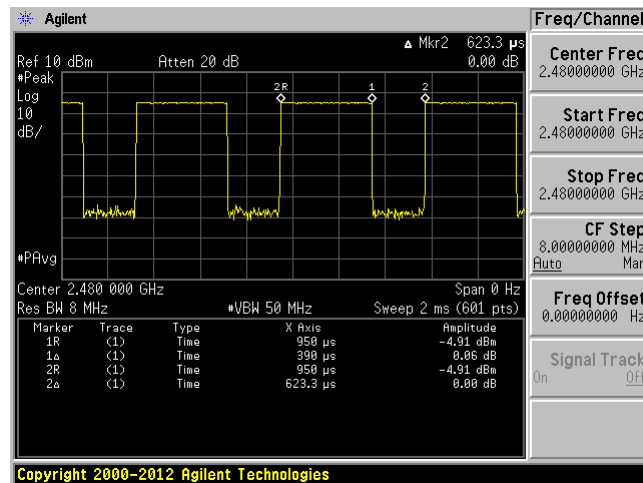 Agilent
Freq/Channel
Δ Mkr2 623.3 µs
Ref 10 dBm Atten 20 dB 0.00 dB
#Peak
Log
10
dB/
2R 1 2
#PAvg
Center 2.480 000 GHz Span 0 Hz
Res BW 8 MHz #VBW 50 MHz Sweep 2 ms (601 pts)
Marker Trace Type X Axis Amplitude
1R (1) Time 950 µs -4.91 dBm
1Δ (1) Time 390 µs 0.06 dB
2R (1) Time 950 µs -4.91 dBm
2Δ (1) Time 623.3 µs 0.00 dB
Center Freq
2.48000000 GHz
Start Freq
2.48000000 GHz
Stop Freq
2.48000000 GHz
CF Step
8.00000000 MHz
Auto Man
Freq Offset
0.00000000 Hz
Signal Track
On Off
Copyright 2000-2012 Agilent Technologies